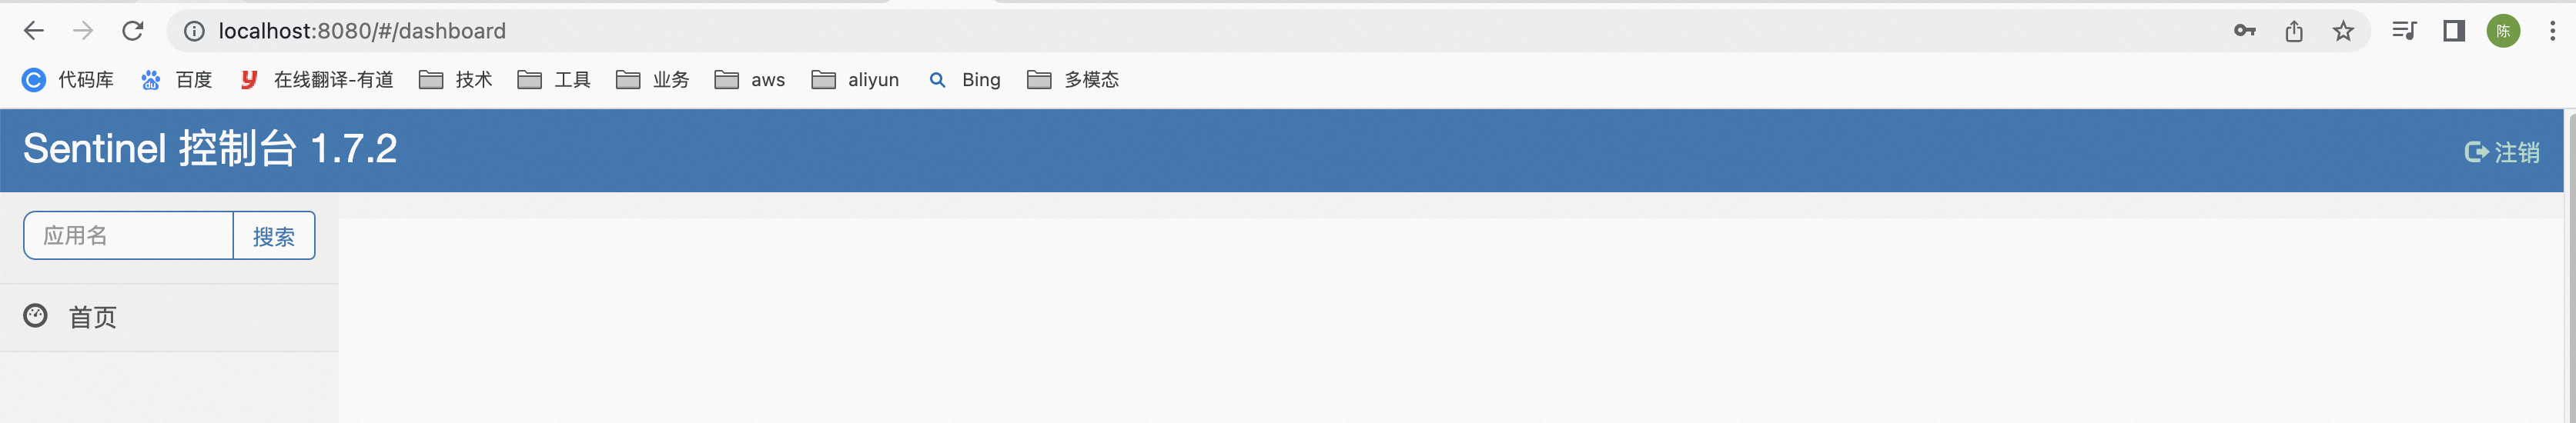 localhost:8080/#/dashboard
陈
代码库 百度 在线翻译-有道 技术 工具 业务 aws aliyun Bing 多模态
Sentinel 控制台 1.7.2
注销
应用名 搜索
首页